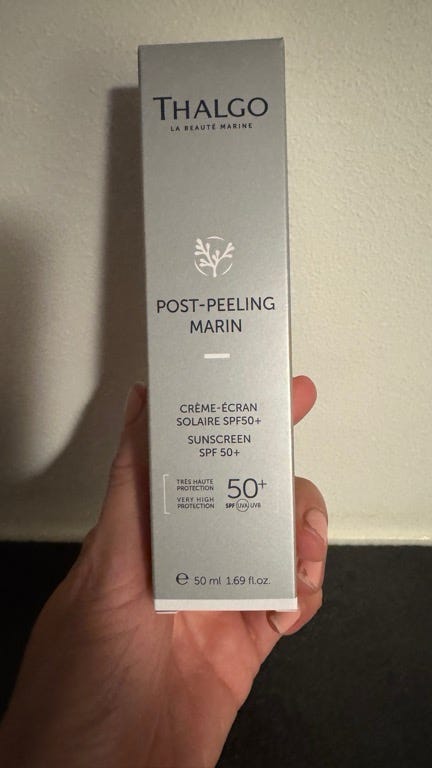 THALGO
LA BEAUTÉ MARINE
POST-PEELING
MARIN
CRÈME-ÉCRAN
SOLAIRE SPF50+
SUNSCREEN
SPF 50+
TRÈS HAUTE
PROTECTION
VERY HIGH
PROTECTION
50+
SPF UVA UVB
℮ 50 ml 1.69 fl.oz.